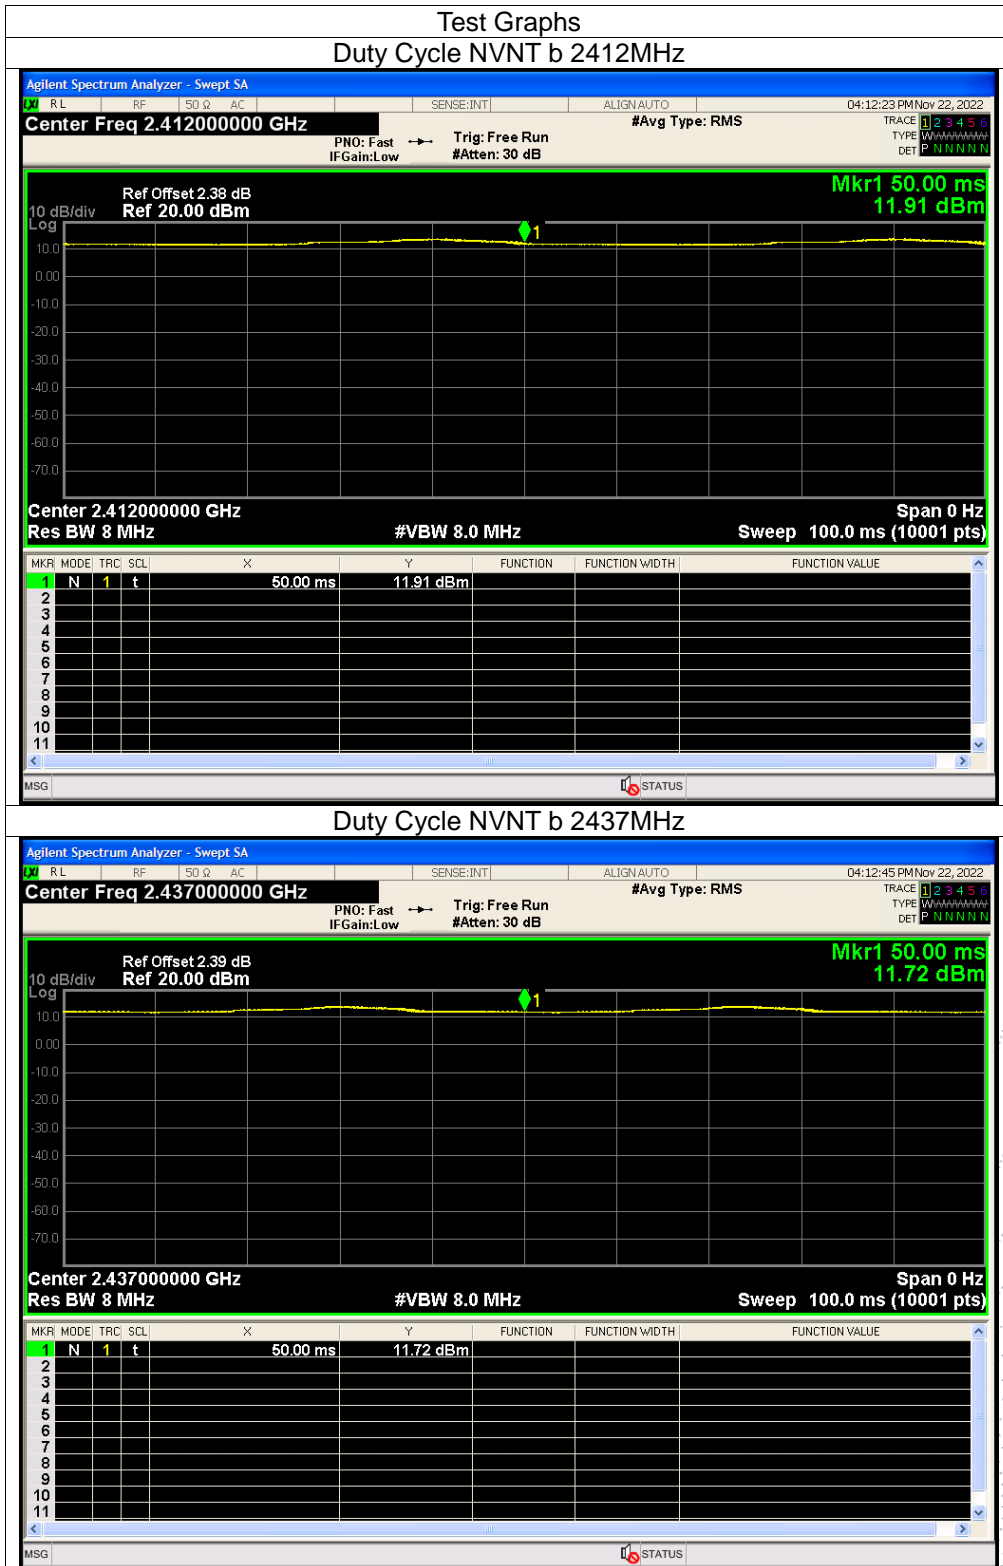 Test Graphs
Duty Cycle NVNT b 2412MHz
Agilent Spectrum Analyzer - Swept SA
LXI RL RF 50 Ω AC SENSE:INT ALIGN AUTO 04:12:23 PM Nov 22, 2022
Center Freq 2.412000000 GHz #Avg Type: RMS TRACE 1 2 3 4 5 6
PNO: Fast Trig: Free Run TYPE WWWWWW
IFGain:Low #Atten: 30 dB DET P N N N N N
Mkr1 50.00 ms
Ref Offset 2.38 dB
10 dB/div Ref 20.00 dBm 11.91 dBm
Log
1
10.0
0.00
-10.0
-20.0
-30.0
-40.0
-50.0
-60.0
-70.0
Center 2.412000000 GHz Span 0 Hz
Res BW 8 MHz #VBW 8.0 MHz Sweep 100.0 ms (10001 pts)
MKR MODE TRC SCL X Y FUNCTION FUNCTION WIDTH FUNCTION VALUE
1 N 1 t 50.00 ms 11.91 dBm
2
3
4
5
6
7
8
9
10
11
MSG STATUS
Duty Cycle NVNT b 2437MHz
Agilent Spectrum Analyzer - Swept SA
LXI RL RF 50 Ω AC SENSE:INT ALIGN AUTO 04:12:45 PM Nov 22, 2022
Center Freq 2.437000000 GHz #Avg Type: RMS TRACE 1 2 3 4 5 6
PNO: Fast Trig: Free Run TYPE WWWWWW
IFGain:Low #Atten: 30 dB DET P N N N N N
Mkr1 50.00 ms
Ref Offset 2.39 dB
10 dB/div Ref 20.00 dBm 11.72 dBm
Log
1
10.0
0.00
-10.0
-20.0
-30.0
-40.0
-50.0
-60.0
-70.0
Center 2.437000000 GHz Span 0 Hz
Res BW 8 MHz #VBW 8.0 MHz Sweep 100.0 ms (10001 pts)
MKR MODE TRC SCL X Y FUNCTION FUNCTION WIDTH FUNCTION VALUE
1 N 1 t 50.00 ms 11.72 dBm
2
3
4
5
6
7
8
9
10
11
MSG STATUS